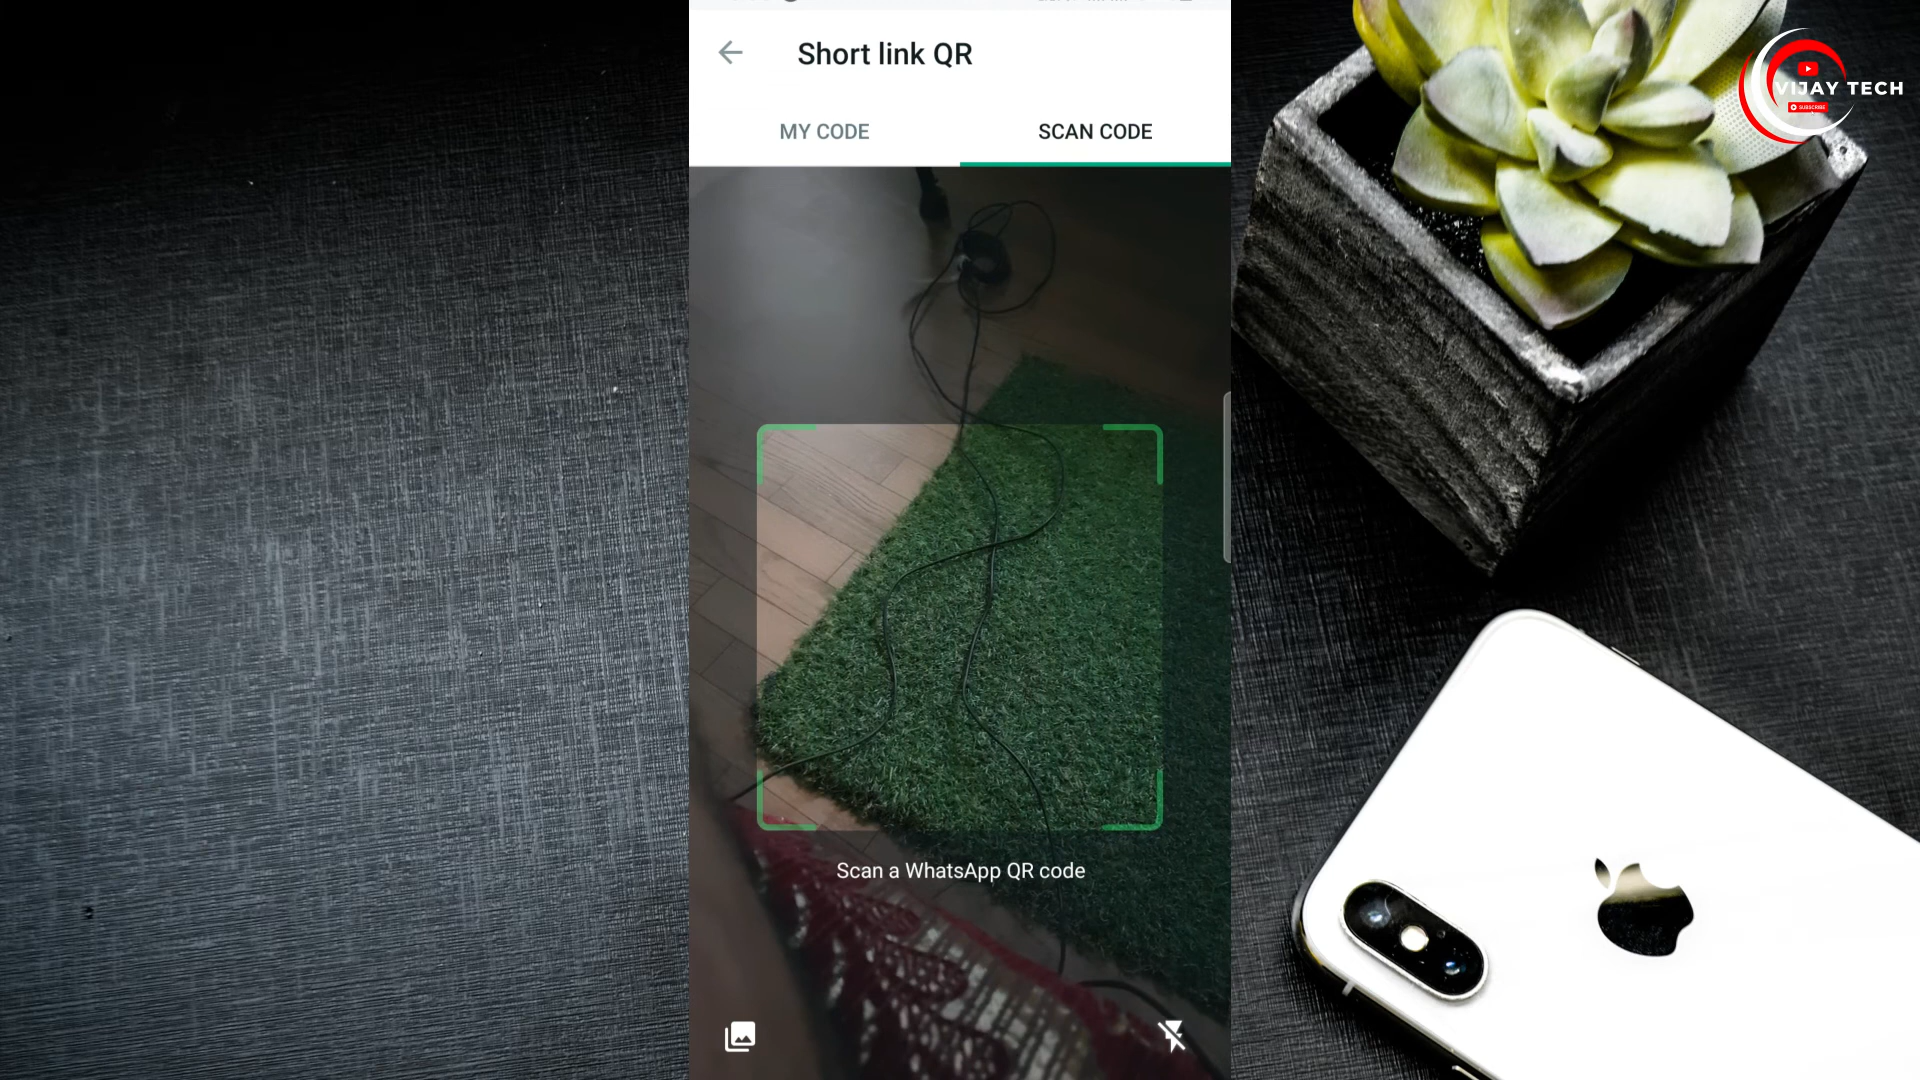 Short link QR
MY CODE
SCAN CODE
VIJAY TECH
SUBSCRIBE
Scan a WhatsApp QR code